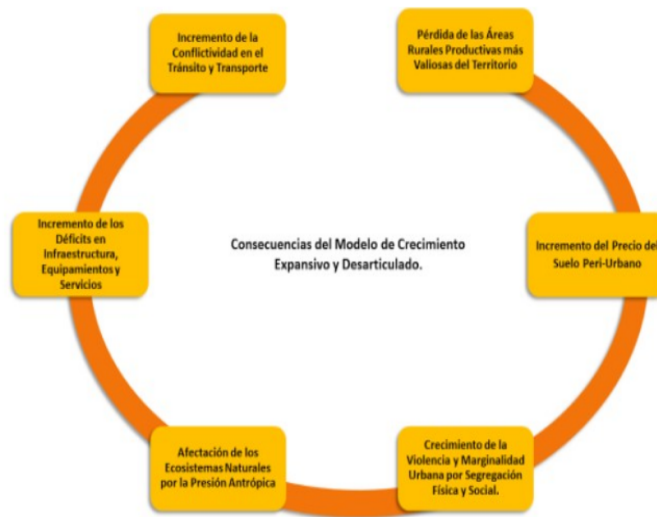 Incremento de la
Conflictividad en el
Tránsito y Transporte
Pérdida de las Áreas
Rurales Productivas más
Valiosas del Territorio
Incremento de los
Déficits en
Infraestructura,
Equipamientos y
Servicios
Consecuencias del Modelo de Crecimiento
Expansivo y Desarticulado.
Incremento del Precio del
Suelo Peri-Urbano
Afectación de los
Ecosistemas Naturales
por la Presión Antrópica
Crecimiento de la
Violencia y Marginalidad
Urbana por Segregación
Física y Social.